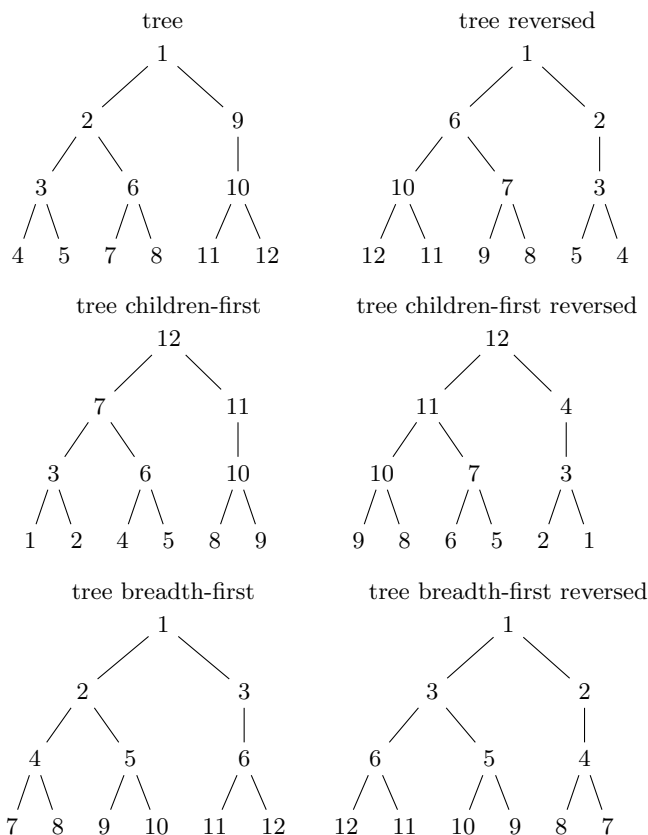 tree
1
2 9
3 6 10
4 5 7 8 11 12
tree reversed
1
6 2
10 7 3
12 11 9 8 5 4
tree children-first
12
7 11
3 6 10
1 2 4 5 8 9
tree children-first reversed
12
11 4
10 7 3
9 8 6 5 2 1
tree breadth-first
1
2 3
4 5 6
7 8 9 10 11 12
tree breadth-first reversed
1
3 2
6 5 4
12 11 10 9 8 7